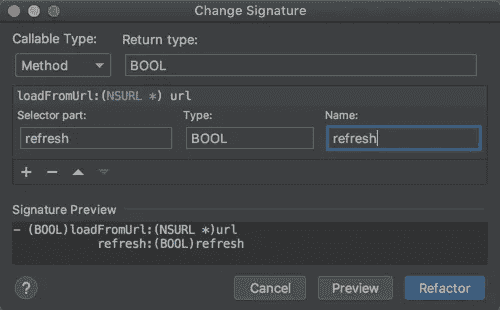 Change Signature
Callable Type: Return type:
Method BOOL
loadFromUrl:(NSURL *) url
Selector part: Type: Name:
refresh BOOL refresh
Signature Preview
- (BOOL)loadFromUrl:(NSURL *)url
refresh:(BOOL)refresh
? Cancel Preview Refactor